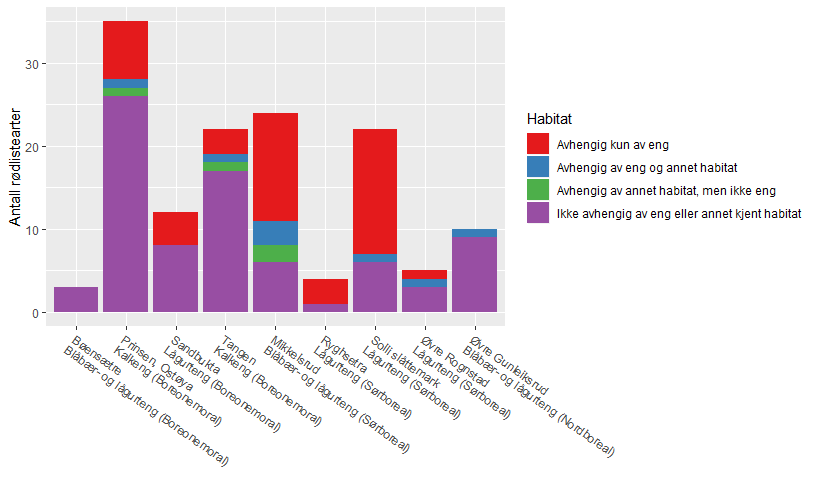 Antall rødlistearter
30
20
10
0
Bøensætre
Blåbær- og lågurteng (Boreonemoral)
Prinsen, Ostøya
Kalkeng (Boreonemoral)
Sandbukta
Lågurteng (Boreonemoral)
Tangen
Kalkeng (Boreonemoral)
Mikkelsrud
Blåbær- og lågurteng (Sørboreal)
Ryghsetra
Lågurteng (Sørboreal)
Solli slåttemark
Lågurteng (Sørboreal)
Øvre Rognstad
Lågurteng (Sørboreal)
Øvre Gunleiksrud
Blåbær- og lågurteng (Nordboreal)
Habitat
Avhengig kun av eng
Avhengig av eng og annet habitat
Avhengig av annet habitat, men ikke eng
Ikke avhengig av eng eller annet kjent habitat